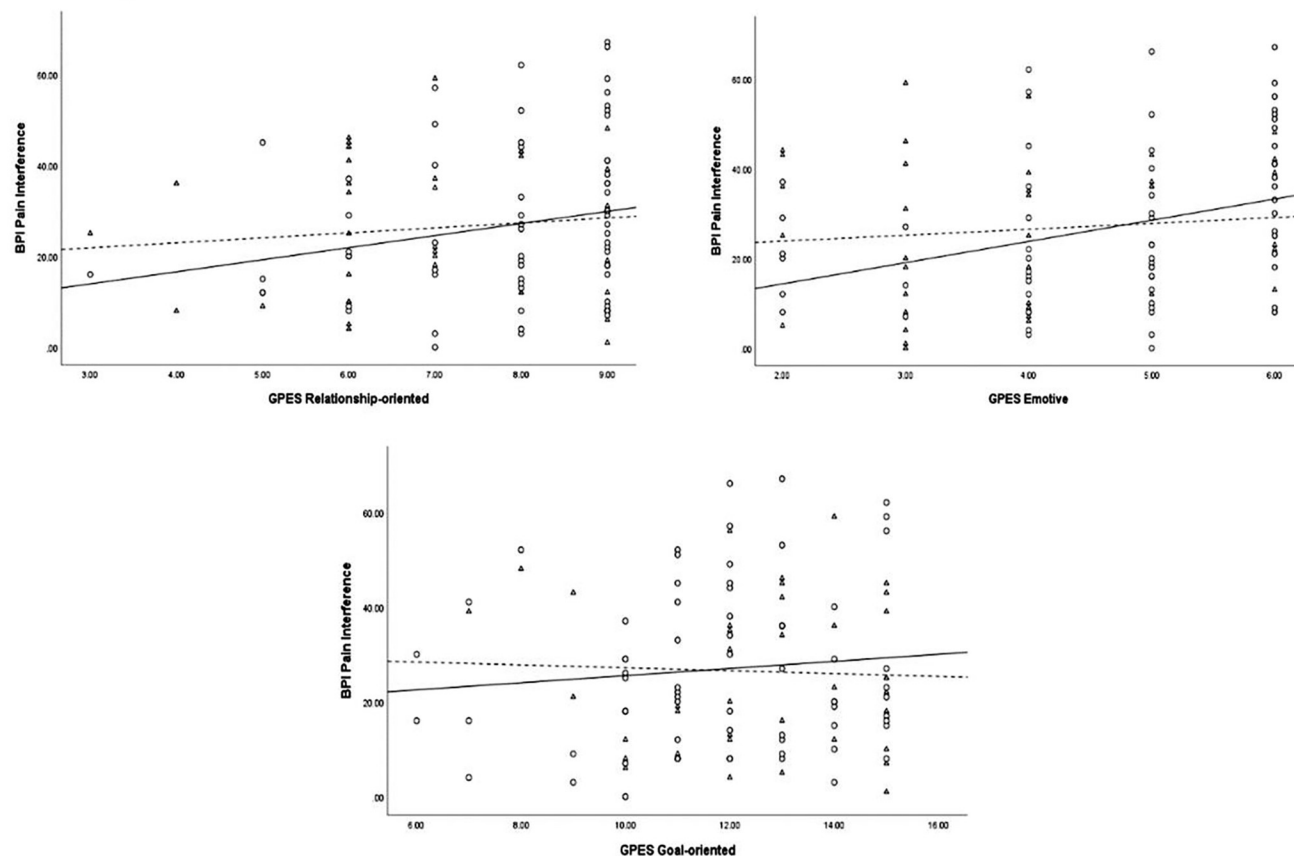 BPI Pain Interference
60.00
40.00
20.00
.00
3.00 4.00 5.00 6.00 7.00 8.00 9.00
GPES Relationship-oriented
BPI Pain Interference
60.00
40.00
20.00
.00
2.00 3.00 4.00 5.00 6.00
GPES Emotive
BPI Pain Interference
60.00
40.00
20.00
.00
6.00 8.00 10.00 12.00 14.00 16.00
GPES Goal-oriented